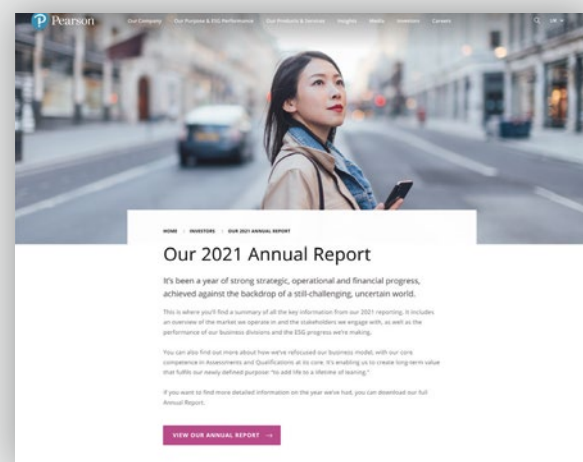 Pearson
Our Company Our Purpose & ESG Performance Our Products & Services Insights Media Investors Careers UK
HOME INVESTORS OUR 2021 ANNUAL REPORT
Our 2021 Annual Report
It's been a year of strong strategic, operational and financial progress,
achieved against the backdrop of a still-challenging, uncertain world.
This is where you'll find a summary of all the key information from our 2021 reporting. It includes
an overview of the market we operate in and the stakeholders we engage with, as well as the
performance of our business divisions and the ESG progress we're making.
You can also find out more about how we've refocused our business model, with our core
competence in Assessments and Qualifications at its core. It's enabling us to create long-term value
that fulfils our newly defined purpose: "to add life to a lifetime of learning."
If you want to find more detailed information on the year we've had, you can download our full
Annual Report.
VIEW OUR ANNUAL REPORT →